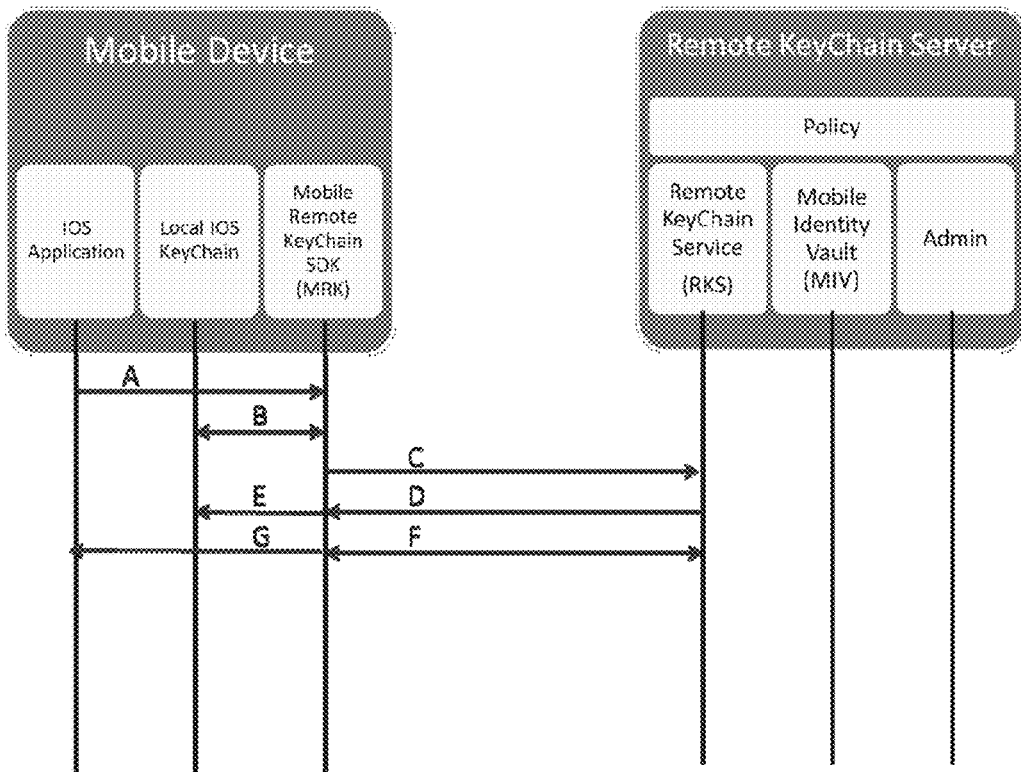 Mobile Device
IOS
Application
Local IOS
KeyChain
Mobile
Remote
KeyChain
SDK
(MRK)
Remote KeyChain Server
Policy
Remote
KeyChain
Service
(RKS)
Mobile
Identity
Vault
(MIV)
Admin
A
B
C
E
D
G
F